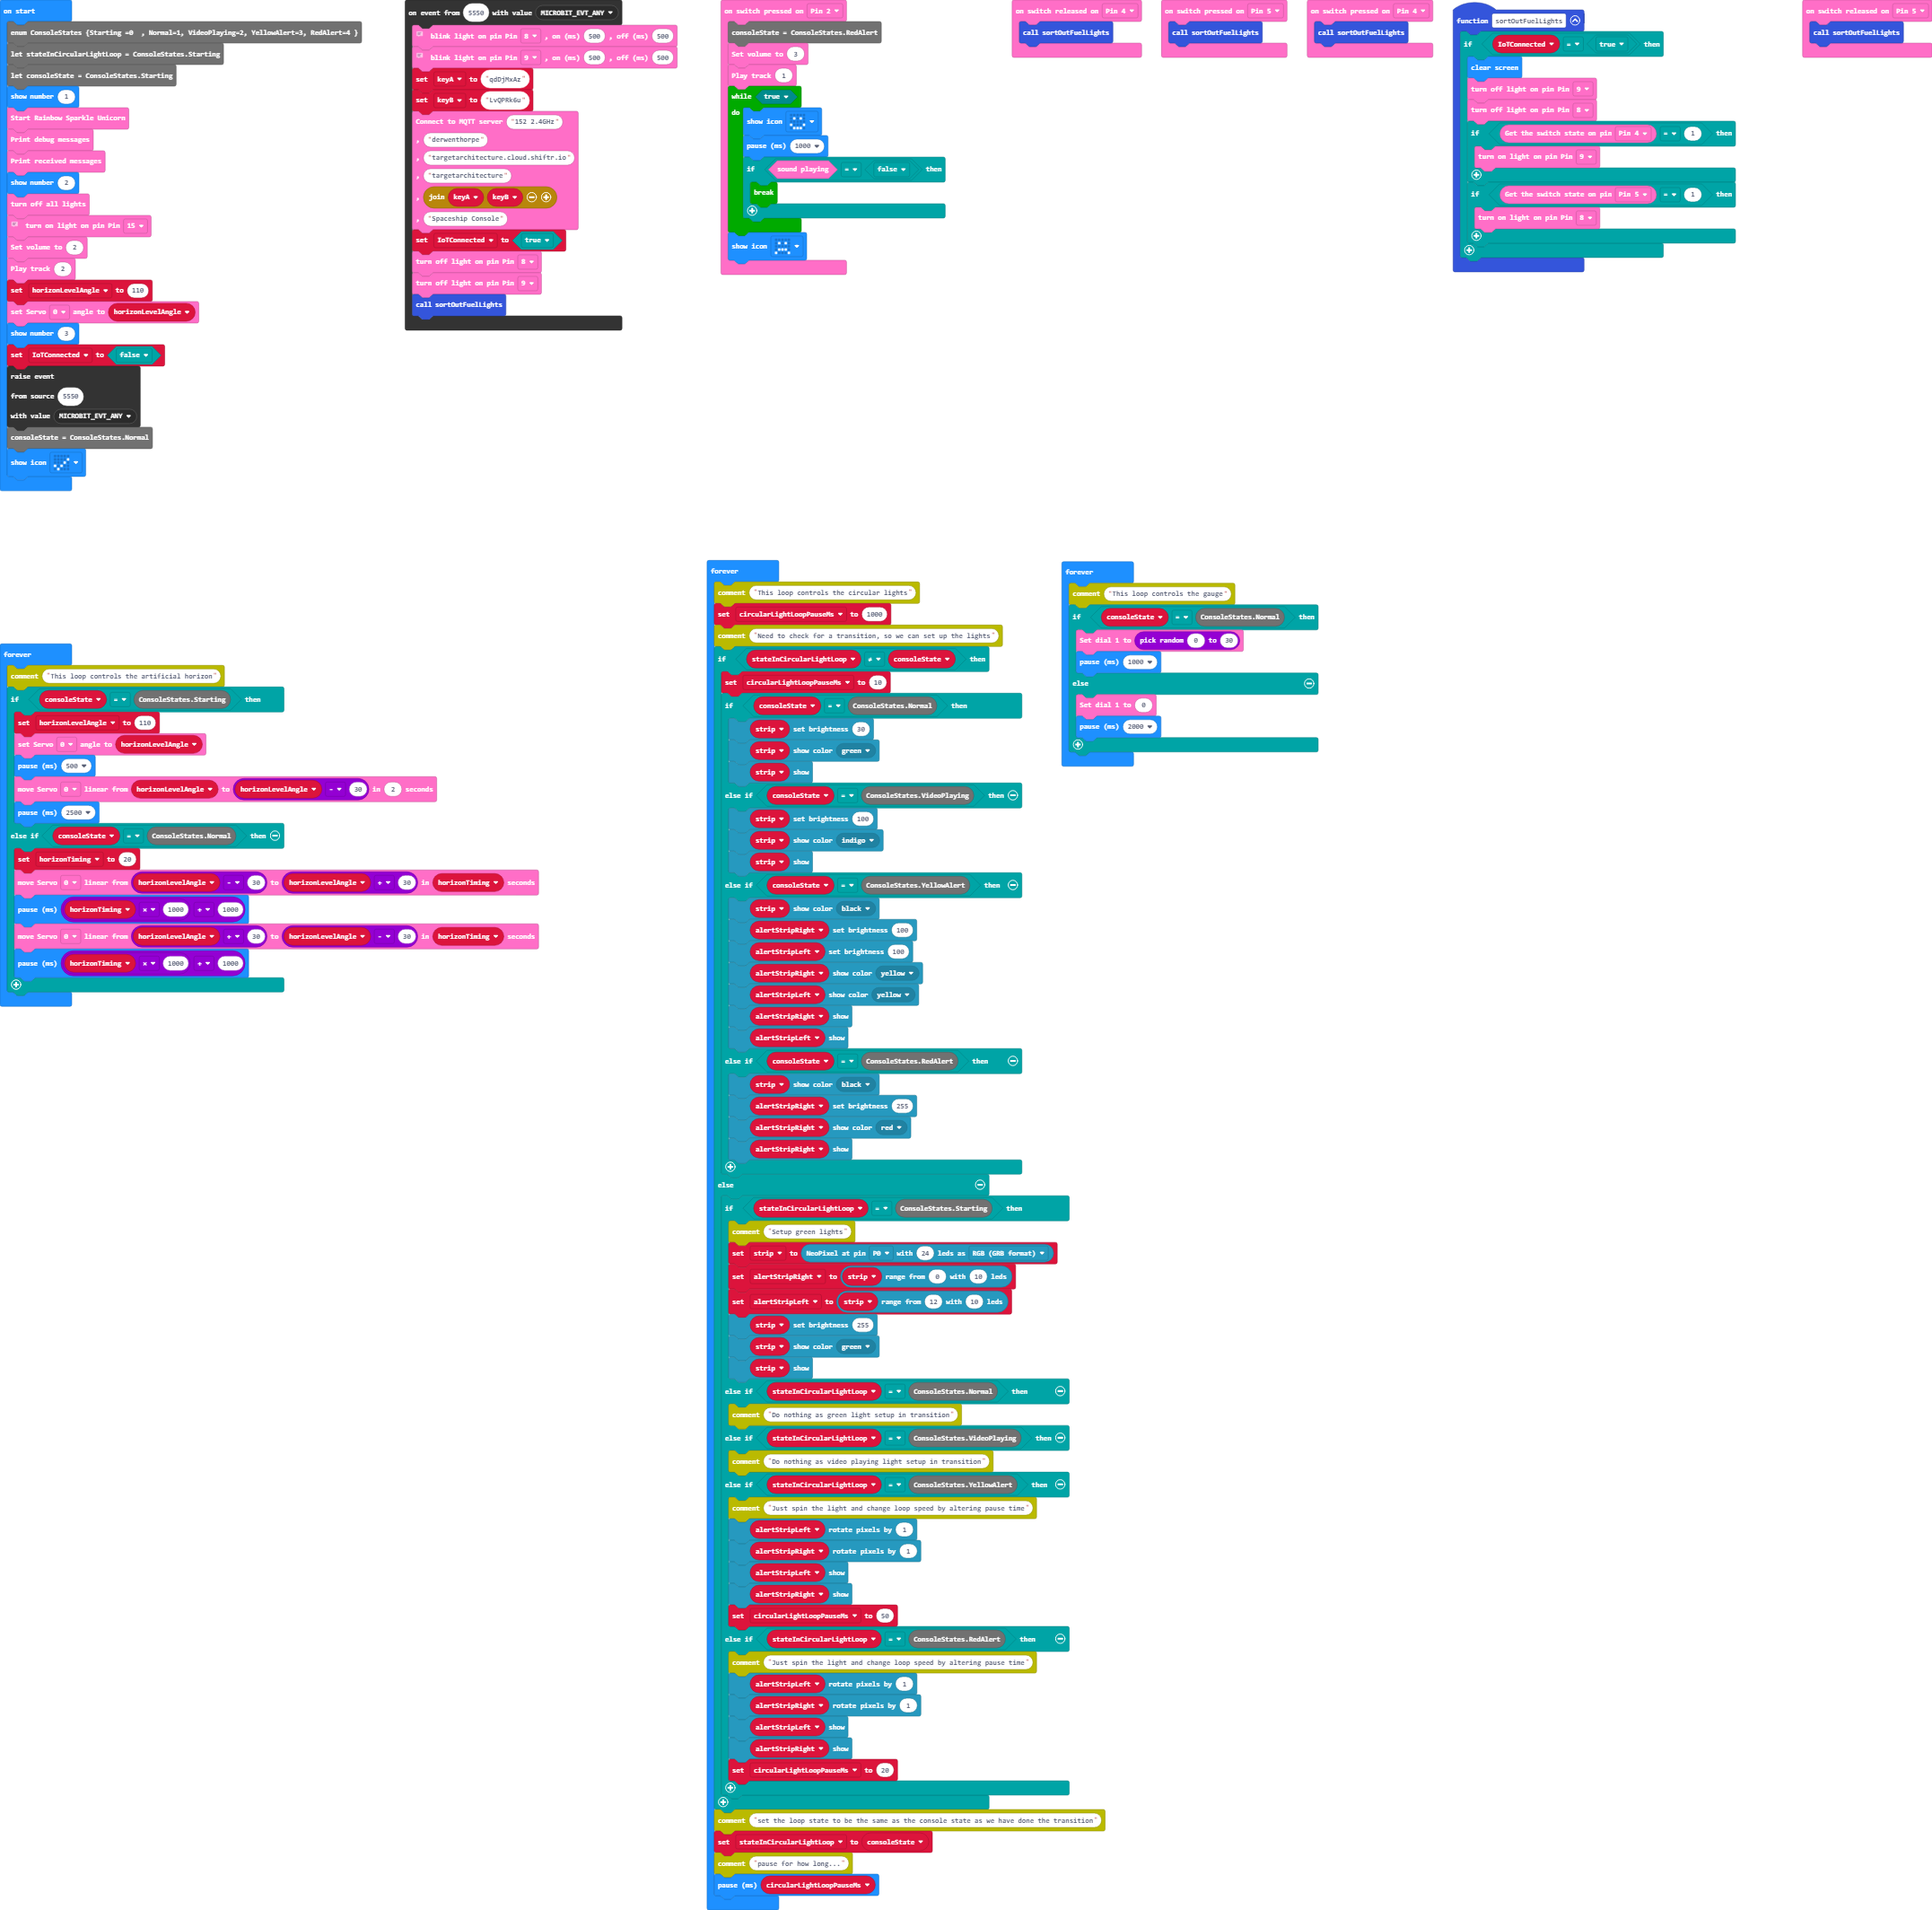 on start
enum ConsoleStates {Starting =0  , Normal=1, VideoPlaying=2, YellowAlert=3, RedAlert=4 }
let stateInCircularLightLoop = ConsoleStates.Starting
let consoleState = ConsoleStates.Starting
show number 1
Start Rainbow Sparkle Unicorn
Print debug messages
Print received messages
show number 2
turn off all lights
turn on light on pin Pin 15
Set volume to 2
Play track 2
set horizonLevelAngle to 110
set Servo 0 angle to horizonLevelAngle
show number 3
set IoTConnected to false
raise event
from source 5550
with value MICROBIT_EVT_ANY
consoleState = ConsoleStates.Normal
show icon
on event from 5550 with value MICROBIT_EVT_ANY
blink light on pin Pin 8 , on (ms) 500 , off (ms) 500
blink light on pin Pin 9 , on (ms) 500 , off (ms) 500
set keyA to "qdDjMxAz"
set keyB to "LvQPRk6u"
Connect to MQTT server "152 2.4GHz"
, "derwenthorpe"
, "targetarchitecture.cloud.shiftr.io"
, "targetarchitecture"
, join keyA keyB
, "Spaceship Console"
set IoTConnected to true
turn off light on pin Pin 8
turn off light on pin Pin 9
call sortOutFuelLights
on switch pressed on Pin 2
consoleState = ConsoleStates.RedAlert
Set volume to 3
Play track 1
while true
do
show icon
pause (ms) 1000
if sound playing = false then
break
show icon
on switch released on Pin 4
call sortOutFuelLights
on switch pressed on Pin 5
call sortOutFuelLights
on switch pressed on Pin 4
call sortOutFuelLights
function sortOutFuelLights
if IoTConnected = true then
clear screen
turn off light on pin Pin 9
turn off light on pin Pin 8
if Get the switch state on pin Pin 4 = 1 then
turn on light on pin Pin 9
if Get the switch state on pin Pin 5 = 1 then
turn on light on pin Pin 8
on switch released on Pin 5
call sortOutFuelLights
forever
comment "This loop controls the artificial horizon"
if consoleState = ConsoleStates.Starting then
set horizonLevelAngle to 110
set Servo 0 angle to horizonLevelAngle
pause (ms) 500
move Servo 0 linear from horizonLevelAngle to horizonLevelAngle - 30 in 2 seconds
pause (ms) 2500
else if consoleState = ConsoleStates.Normal then
set horizonTiming to 20
move Servo 0 linear from horizonLevelAngle - 30 to horizonLevelAngle + 30 in horizonTiming seconds
pause (ms) horizonTiming × 1000 + 1000
move Servo 0 linear from horizonLevelAngle + 30 to horizonLevelAngle - 30 in horizonTiming seconds
pause (ms) horizonTiming × 1000 + 1000
forever
comment "This loop controls the circular lights"
set circularLightLoopPauseMs to 1000
comment "Need to check for a transition, so we can set up the lights"
if stateInCircularLightLoop ≠ consoleState then
set circularLightLoopPauseMs to 10
if consoleState = ConsoleStates.Normal then
strip set brightness 30
strip show color green
strip show
else if consoleState = ConsoleStates.VideoPlaying then
strip set brightness 100
strip show color indigo
strip show
else if consoleState = ConsoleStates.YellowAlert then
strip show color black
alertStripRight set brightness 100
alertStripLeft set brightness 100
alertStripRight show color yellow
alertStripLeft show color yellow
alertStripRight show
alertStripLeft show
else if consoleState = ConsoleStates.RedAlert then
strip show color black
alertStripRight set brightness 255
alertStripRight show color red
alertStripRight show
else
if stateInCircularLightLoop = ConsoleStates.Starting then
comment "Setup green lights"
set strip to NeoPixel at pin P0 with 24 leds as RGB (GRB format)
set alertStripRight to strip range from 0 with 10 leds
set alertStripLeft to strip range from 12 with 10 leds
strip set brightness 255
strip show color green
strip show
else if stateInCircularLightLoop = ConsoleStates.Normal then
comment "Do nothing as green light setup in transition"
else if stateInCircularLightLoop = ConsoleStates.VideoPlaying then
comment "Do nothing as video playing light setup in transition"
else if stateInCircularLightLoop = ConsoleStates.YellowAlert then
comment "Just spin the light and change loop speed by altering pause time"
alertStripLeft rotate pixels by 1
alertStripRight rotate pixels by 1
alertStripLeft show
alertStripRight show
set circularLightLoopPauseMs to 50
else if stateInCircularLightLoop = ConsoleStates.RedAlert then
comment "Just spin the light and change loop speed by altering pause time"
alertStripLeft rotate pixels by 1
alertStripRight rotate pixels by 1
alertStripLeft show
alertStripRight show
set circularLightLoopPauseMs to 20
comment "set the loop state to be the same as the console state as we have done the transition"
set stateInCircularLightLoop to consoleState
comment "pause for how long..."
pause (ms) circularLightLoopPauseMs
forever
comment "This loop controls the gauge"
if consoleState = ConsoleStates.Normal then
Set dial 1 to pick random 0 to 30
pause (ms) 1000
else
Set dial 1 to 0
pause (ms) 2000